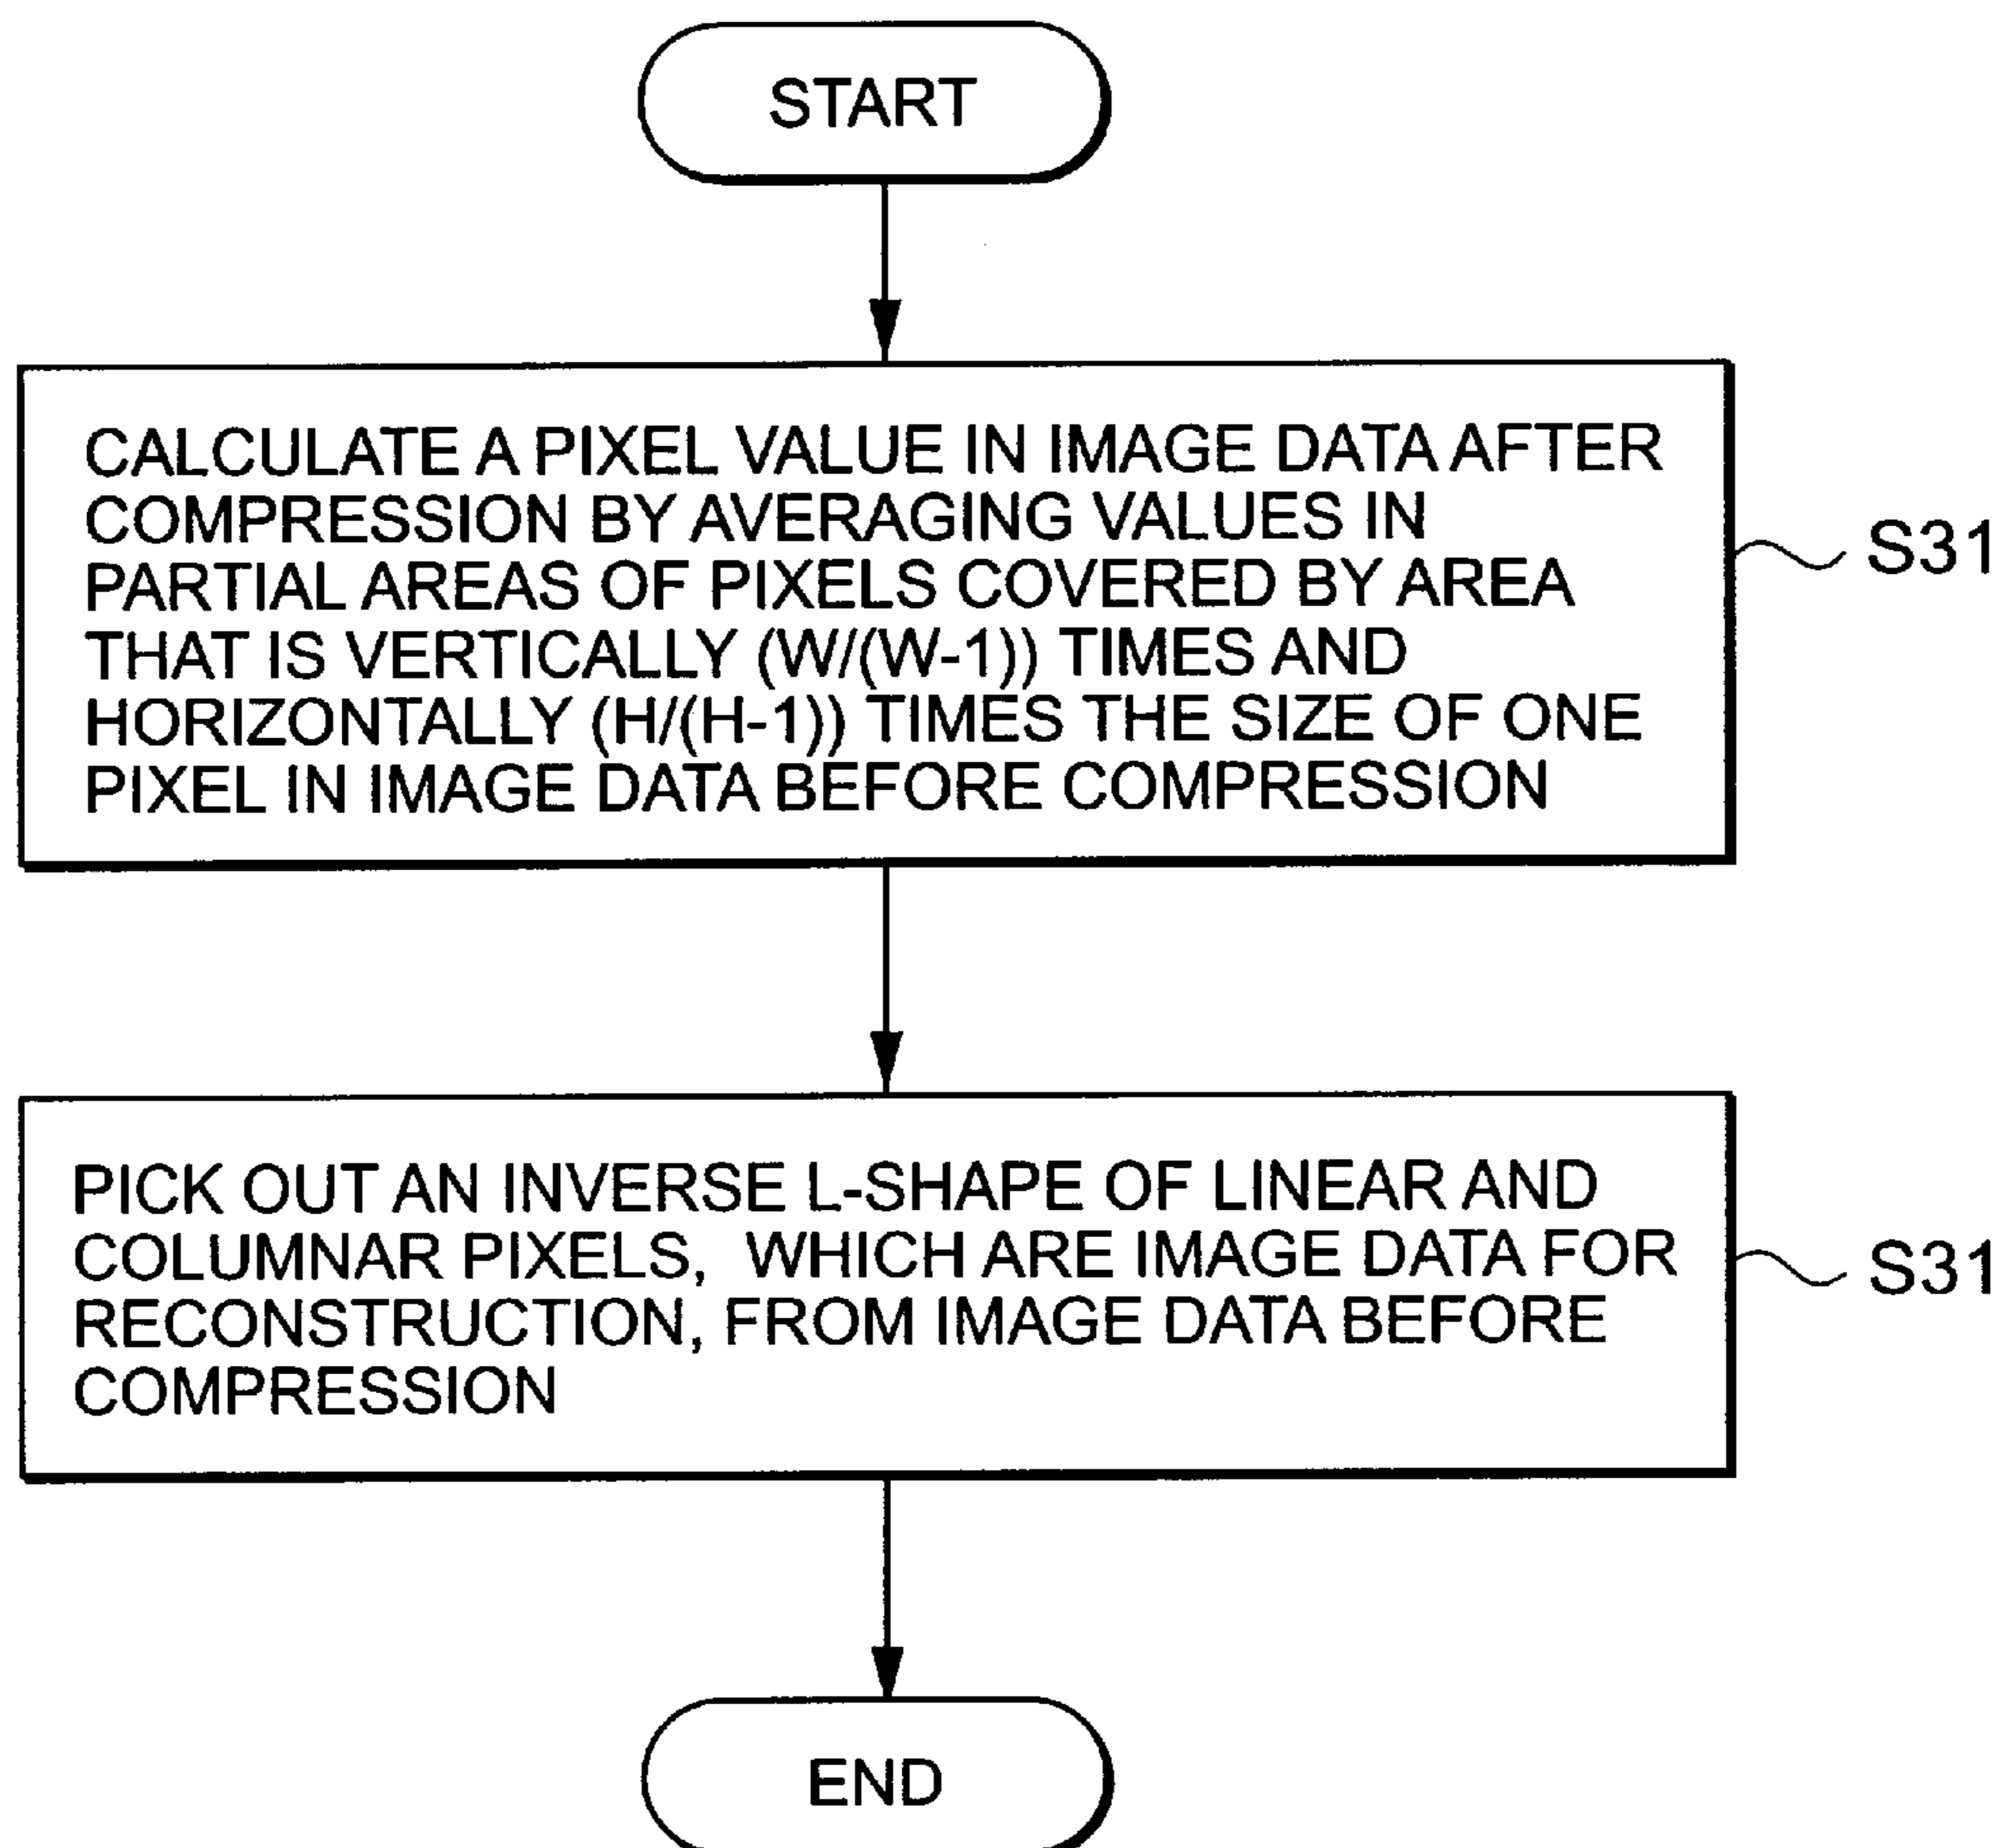 START
CALCULATE A PIXEL VALUE IN IMAGE DATA AFTER
COMPRESSION BY AVERAGING VALUES IN
PARTIAL AREAS OF PIXELS COVERED BY AREA
THAT IS VERTICALLY (W/(W-1)) TIMES AND
HORIZONTALLY (H/(H-1)) TIMES THE SIZE OF ONE
PIXEL IN IMAGE DATA BEFORE COMPRESSION
S31
PICK OUT AN INVERSE L-SHAPE OF LINEAR AND
COLUMNAR PIXELS, WHICH ARE IMAGE DATA FOR
RECONSTRUCTION, FROM IMAGE DATA BEFORE
COMPRESSION
S31
END